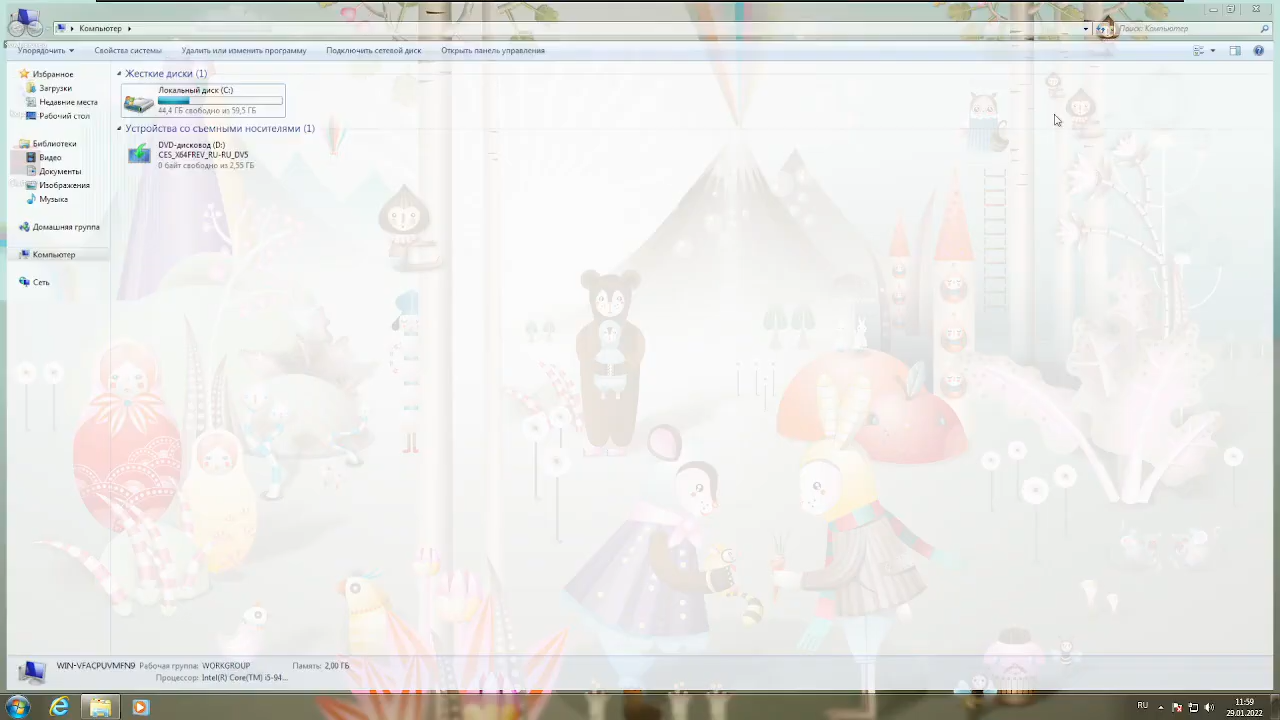 Компьютер
Поиск: Компьютер
Упорядочить
Свойства системы
Удалить или изменить программу
Подключить сетевой диск
Открыть панель управления
Избранное
Загрузки
Недавние места
Рабочий стол
Библиотеки
Видео
Документы
Изображения
Музыка
Домашняя группа
Компьютер
Сеть
Жесткие диски (1)
Локальный диск (C:)
44,4 ГБ свободно из 59,5 ГБ
Устройства со съемными носителями (1)
DVD-дисковод (D:)
CES_X64FREV_RU-RU_DV5
0 байт свободно из 2,55 ГБ
WIN-VFACPUVMFN9 Рабочая группа: WORKGROUP Память: 2,00 ГБ
Процессор: Intel(R) Core(TM) i5-94...
RU
11:59
20.01.2022